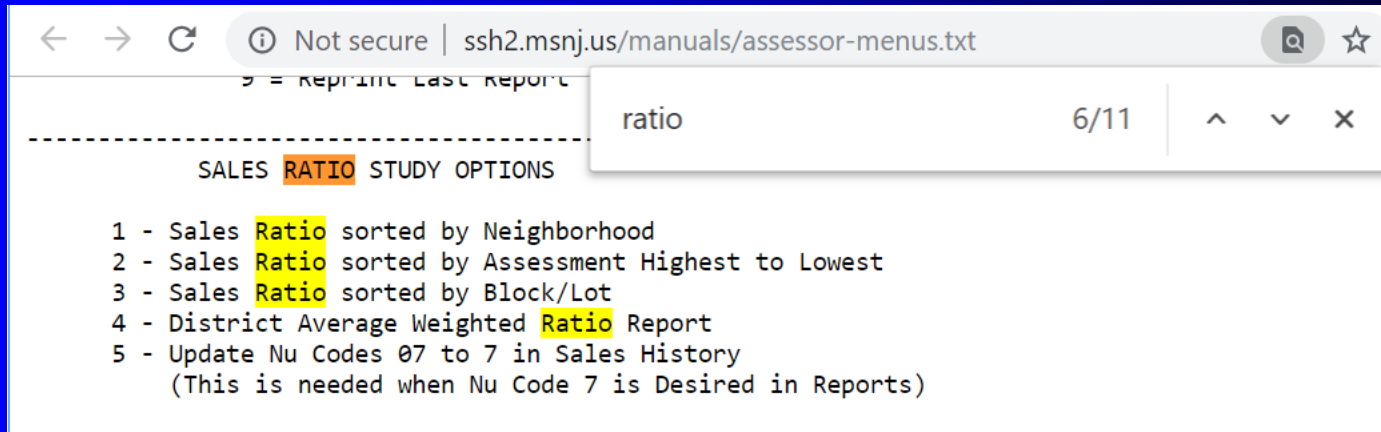 Not secure | ssh2.msnj.us/manuals/assessor-menus.txt
ratio 6/11
9 = Reprint Last Report
--------------------------------------------
SALES RATIO STUDY OPTIONS
1 - Sales Ratio sorted by Neighborhood
2 - Sales Ratio sorted by Assessment Highest to Lowest
3 - Sales Ratio sorted by Block/Lot
4 - District Average Weighted Ratio Report
5 - Update Nu Codes 07 to 7 in Sales History
(This is needed when Nu Code 7 is Desired in Reports)